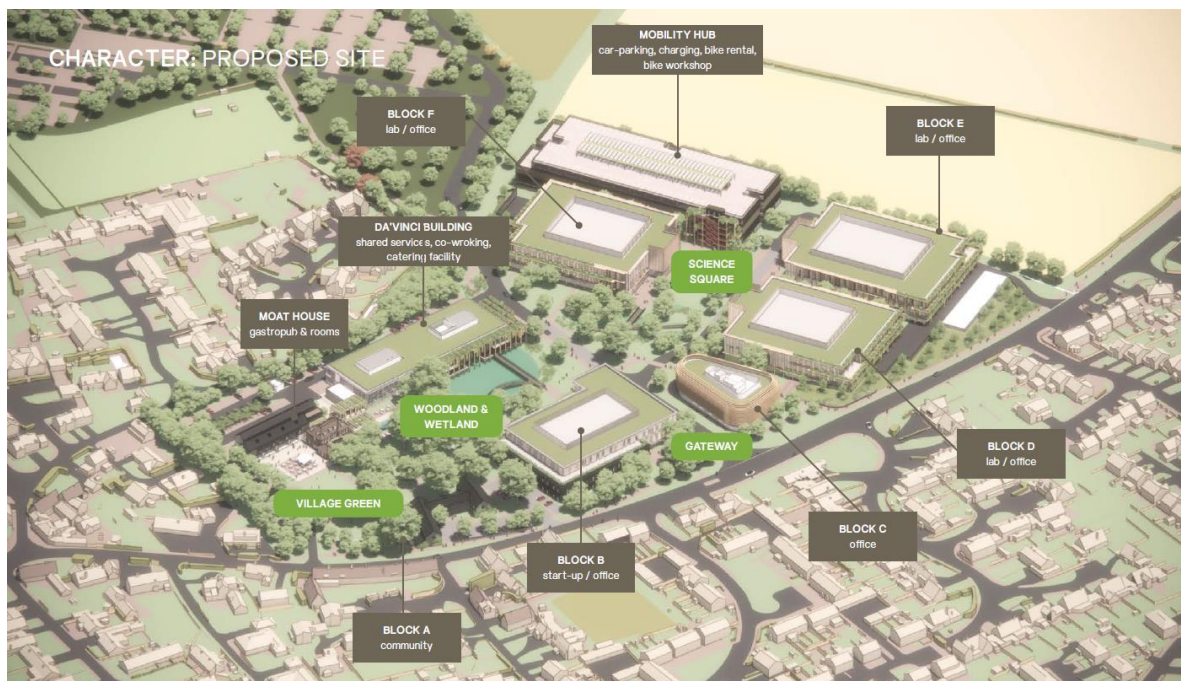 CHARACTER: PROPOSED SITE
MOBILITY HUB
car-parking, charging, bike rental,
bike workshop
BLOCK F
lab / office
BLOCK E
lab / office
DA'VINCI BUILDING
shared services, co-wroking,
catering facility
SCIENCE
SQUARE
MOAT HOUSE
gastropub & rooms
WOODLAND &
WETLAND
GATEWAY
BLOCK D
lab / office
VILLAGE GREEN
BLOCK C
office
BLOCK B
start-up / office
BLOCK A
community